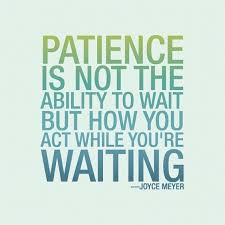 PATIENCE
IS NOT THE
ABILITY TO WAIT
BUT HOW YOU
ACT WHILE YOU'RE
WAITING
—JOYCE MEYER